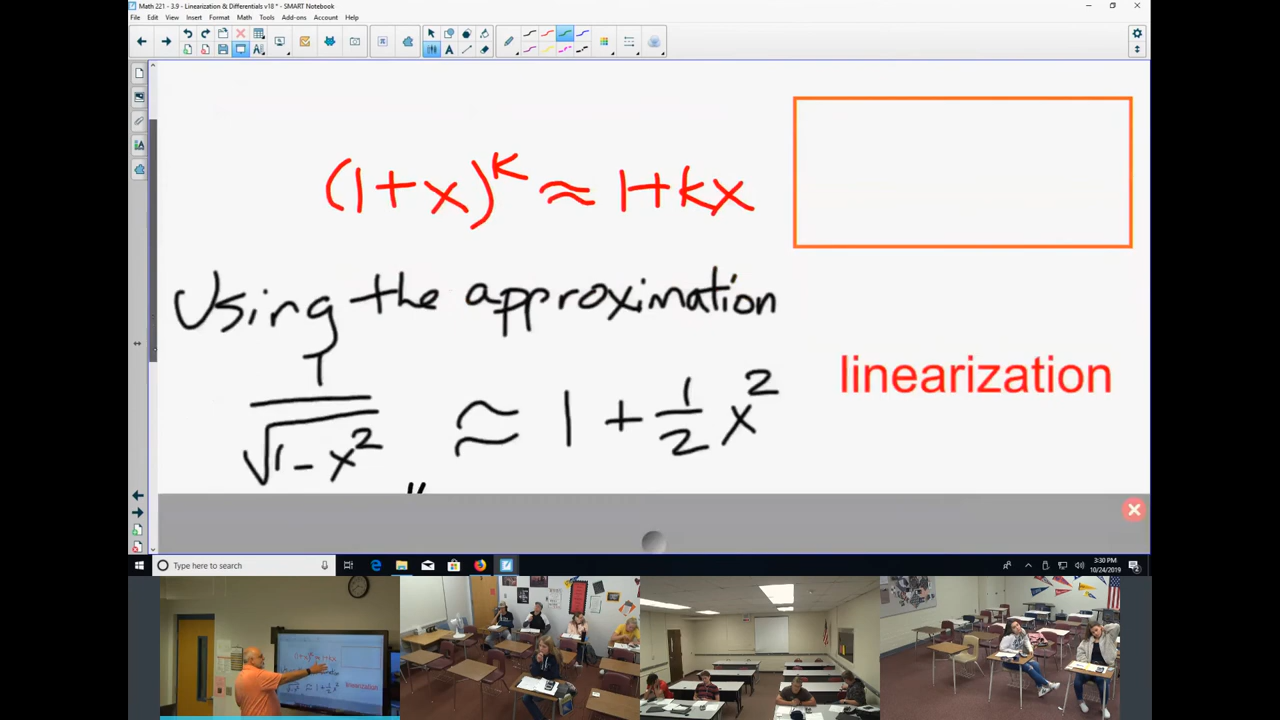 Math 221 - 3.9 - Linearization & Differentials v18 * - SMART Notebook
File Edit View Insert Format Math Tools Add-ons Account Help
(1+x)^k ≈ 1+kx
Using the approximation
1/√(1-x²) ≈ 1 + 1/2 x²
linearization
Type here to search
3:30 PM
10/24/2019